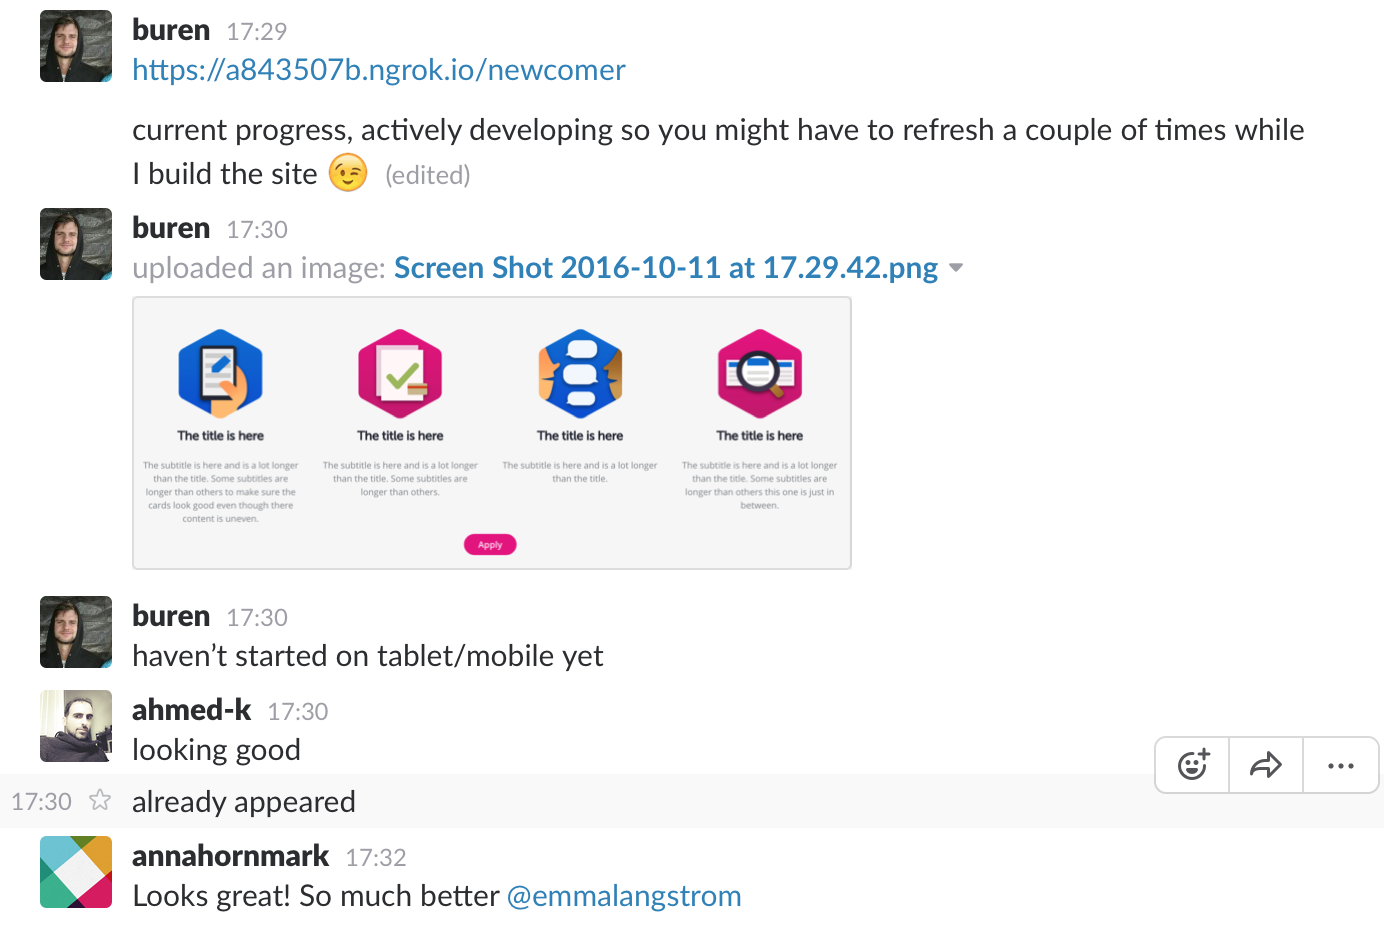 buren 17:29
https://a843507b.ngrok.io/newcomer
current progress, actively developing so you might have to refresh a couple of times while
I build the site 😉 (edited)
buren 17:30
uploaded an image: Screen Shot 2016-10-11 at 17.29.42.png
The title is here The title is here The title is here The title is here
The subtitle is here and is a lot longer
than the title. Some subtitles are
longer than others to make sure the
cards look good even though there
content is uneven.
The subtitle is here and is a lot longer
than the title. Some subtitles are
longer than others.
The subtitle is here and is a lot longer
than the title.
The subtitle is here and is a lot longer
than the title. Some subtitles are
longer than others this one is just in
between.
Apply
buren 17:30
haven’t started on tablet/mobile yet
ahmed-k 17:30
looking good
17:30 already appeared
annahornmark 17:32
Looks great! So much better @emmalangstrom